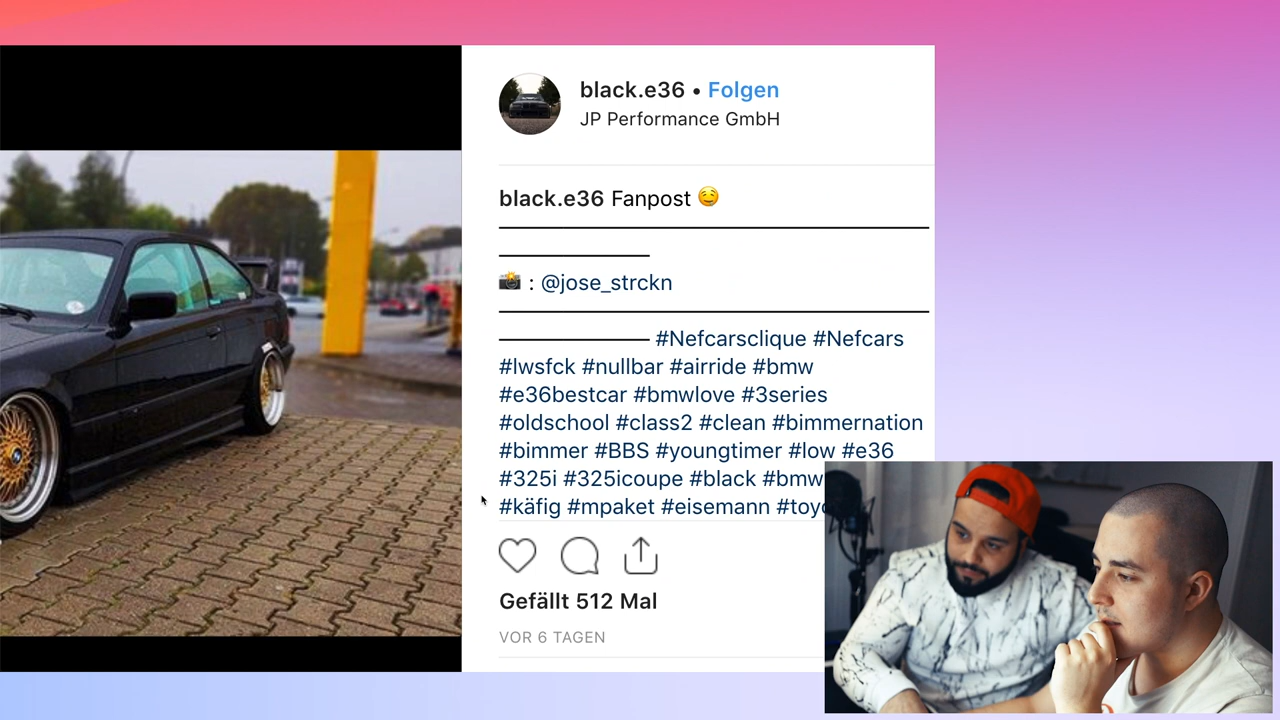 black.e36 • Folgen
JP Performance GmbH
black.e36 Fanpost 🤤
📸 : @jose_strckn
#Nefcarsclique #Nefcars
#lwsfck #nullbar #airride #bmw
#e36bestcar #bmwlove #3series
#oldschool #class2 #clean #bimmernation
#bimmer #BBS #youngtimer #low #e36
#325i #325icoupe #black #bmw
#käfig #mpaket #eisemann
Gefällt 512 Mal
VOR 6 TAGEN